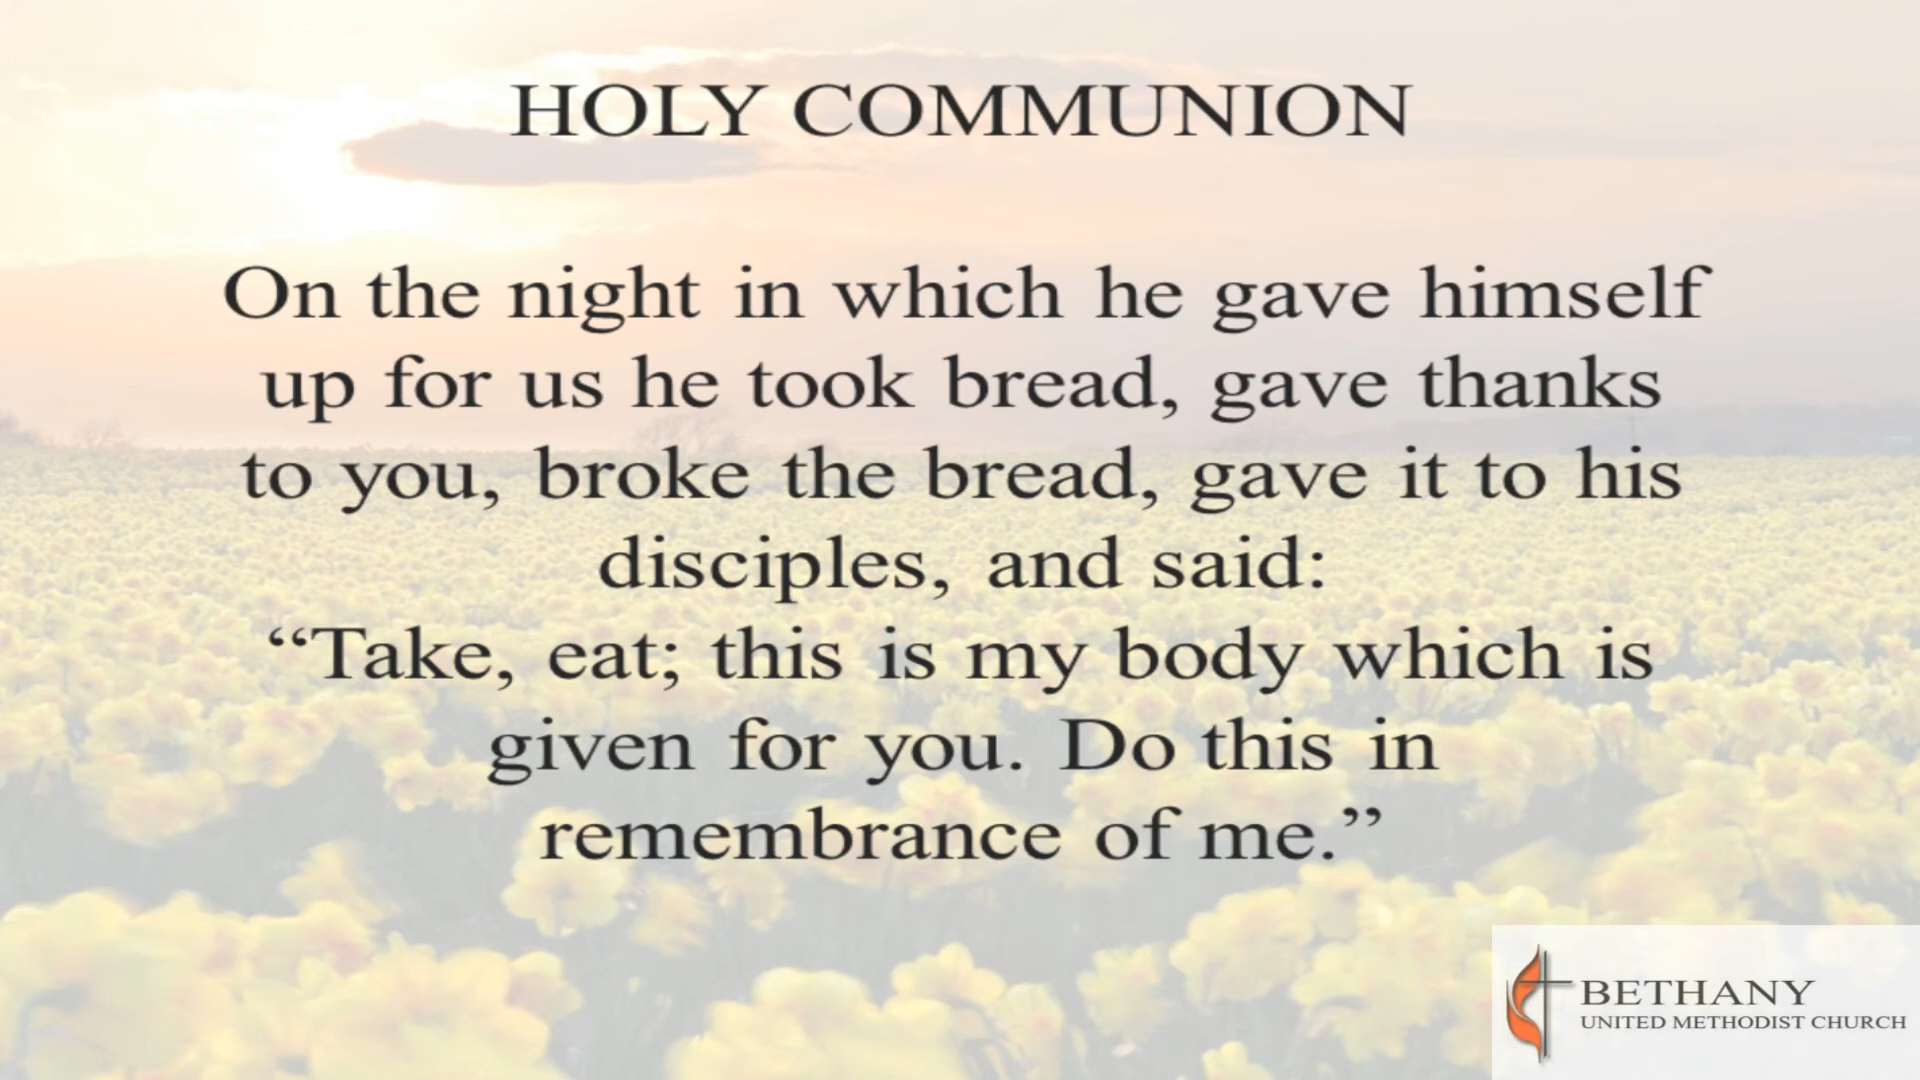 HOLY COMMUNION
On the night in which he gave himself
up for us he took bread, gave thanks
to you, broke the bread, gave it to his
disciples, and said:
“Take, eat; this is my body which is
given for you. Do this in
remembrance of me.”
BETHANY
UNITED METHODIST CHURCH